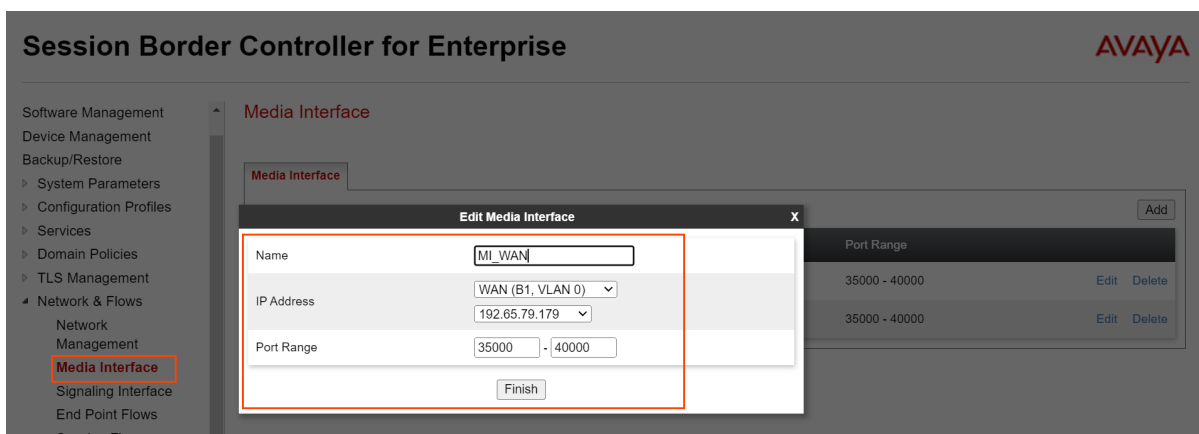 Session Border Controller for Enterprise
AVAYA
Software Management
Device Management
Backup/Restore
System Parameters
Configuration Profiles
Services
Domain Policies
TLS Management
Network & Flows
Network
Management
Media Interface
Signaling Interface
End Point Flows
Media Interface
Media Interface
Add
Port Range
35000 - 40000 Edit Delete
35000 - 40000 Edit Delete
Edit Media Interface X
Name MI_WAN
IP Address
WAN (B1, VLAN 0)
192.65.79.179
Port Range 35000 - 40000
Finish